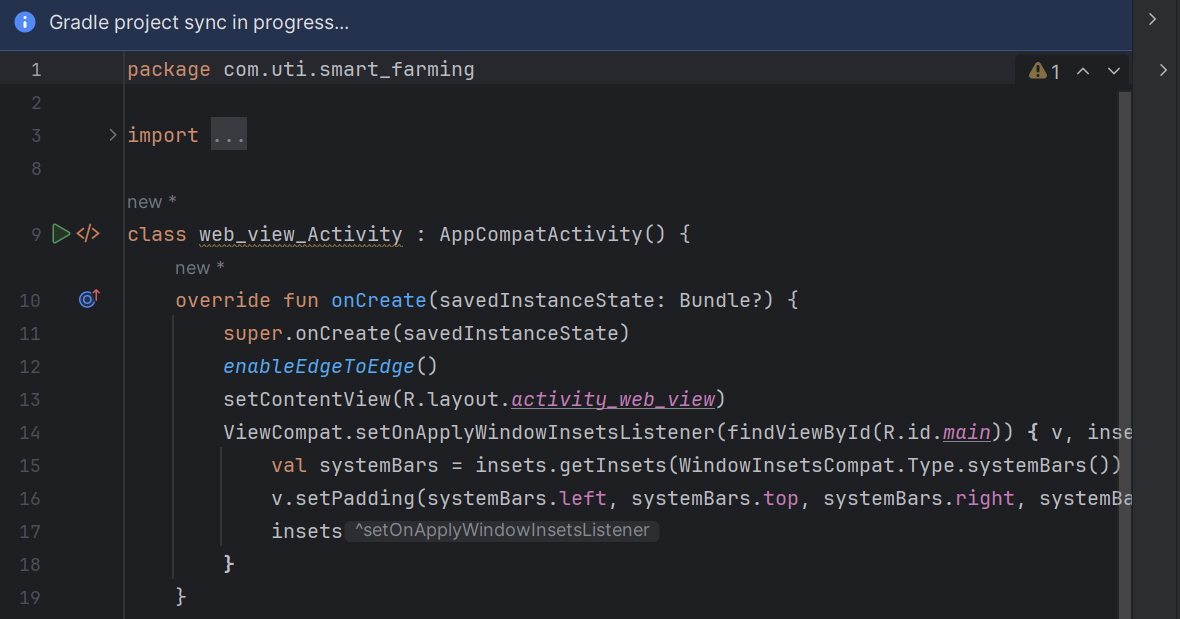 Gradle project sync in progress...
1 package com.uti.smart_farming 1
2
3 import ...
8
new *
9 class web_view_Activity : AppCompatActivity() {
new *
10 override fun onCreate(savedInstanceState: Bundle?) {
11 super.onCreate(savedInstanceState)
12 enableEdgeToEdge()
13 setContentView(R.layout.activity_web_view)
14 ViewCompat.setOnApplyWindowInsetsListener(findViewById(R.id.main)) { v, inse
15 val systemBars = insets.getInsets(WindowInsetsCompat.Type.systemBars())
16 v.setPadding(systemBars.left, systemBars.top, systemBars.right, systemBa
17 insets ^setOnApplyWindowInsetsListener
18 }
19 }